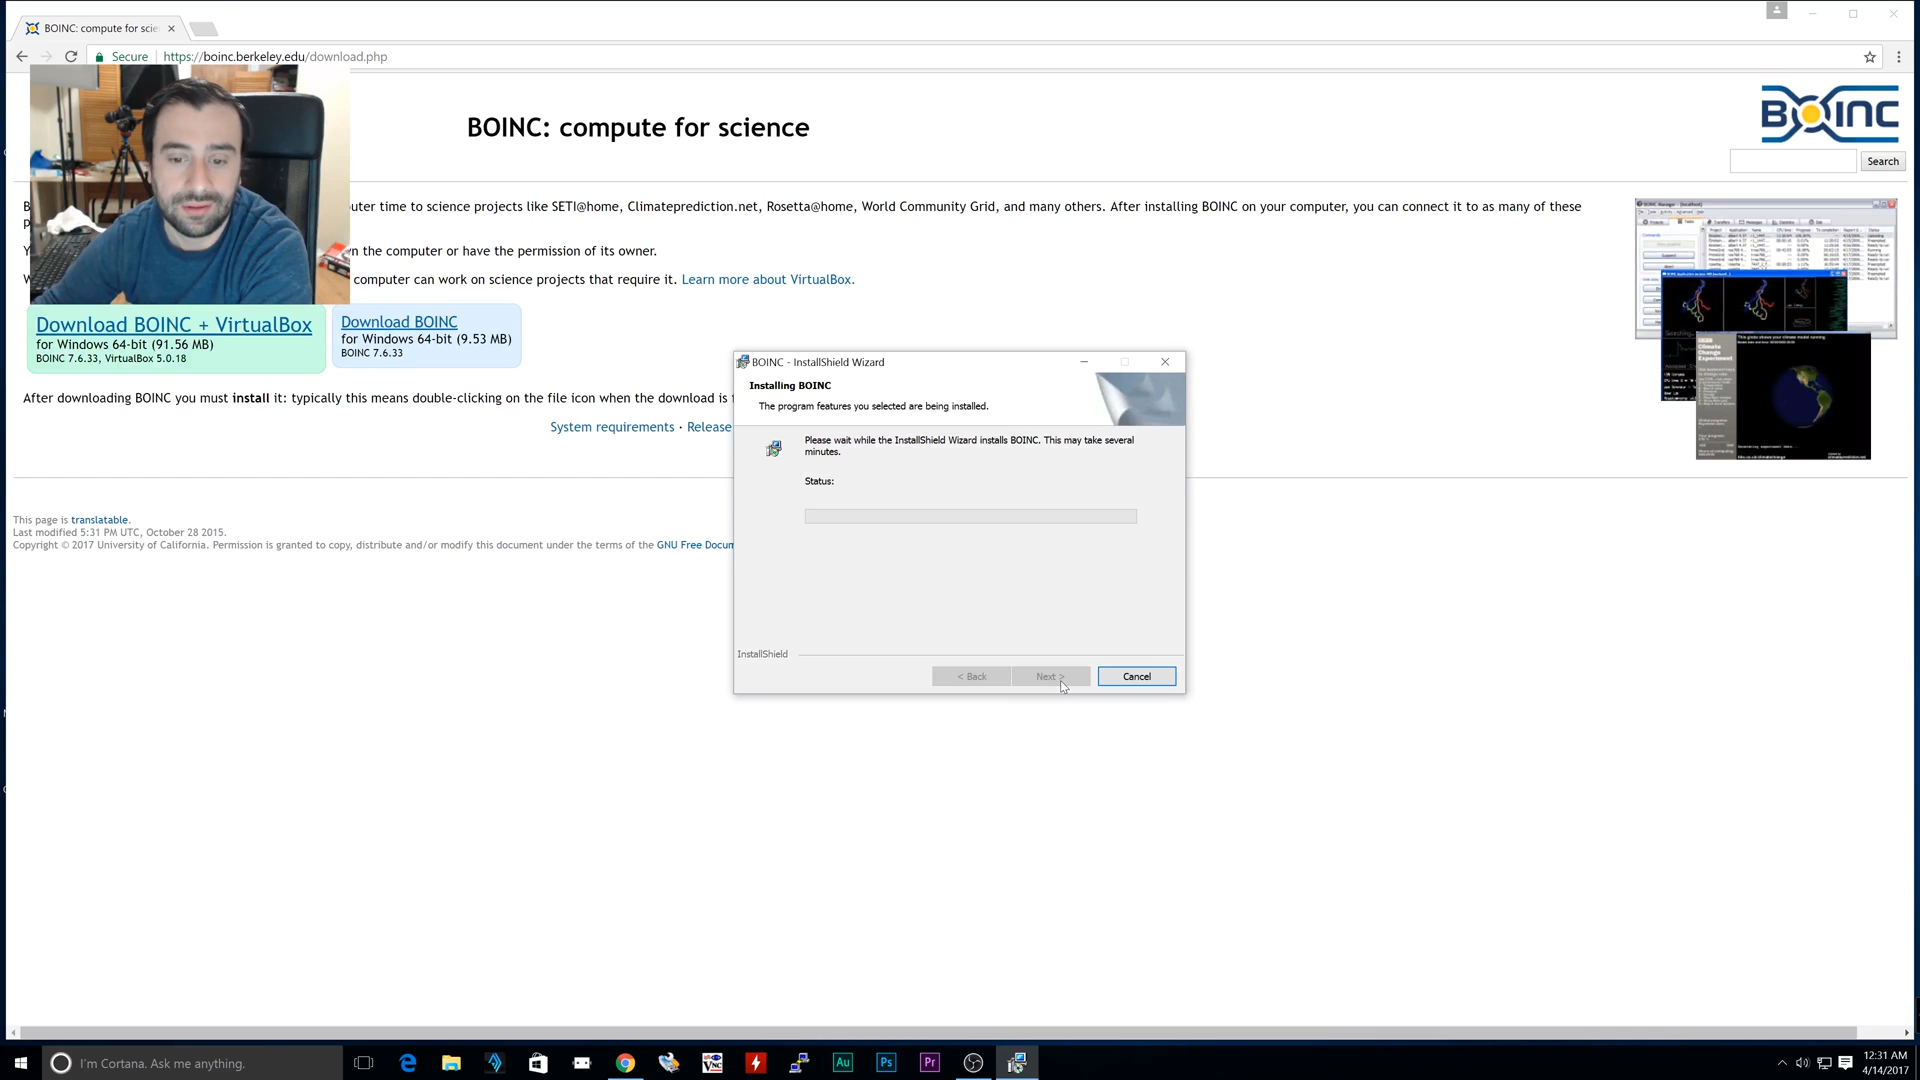 BOINC: compute for scie
Secure https://boinc.berkeley.edu/download.php
BOINC: compute for science
BOINC
Search
uter time to science projects like SETI@home, Climateprediction.net, Rosetta@home, World Community Grid, and many others. After installing BOINC on your computer, you can connect it to as many of these
n the computer or have the permission of its owner.
computer can work on science projects that require it. Learn more about VirtualBox.
Download BOINC + VirtualBox
for Windows 64-bit (91.56 MB)
BOINC 7.6.33, VirtualBox 5.0.18
Download BOINC
for Windows 64-bit (9.53 MB)
BOINC 7.6.33
After downloading BOINC you must install it: typically this means double-clicking on the file icon when the download is
System requirements · Release
This page is translatable.
Last modified 5:31 PM UTC, October 28 2015.
Copyright © 2017 University of California. Permission is granted to copy, distribute and/or modify this document under the terms of the GNU Free Docum
BOINC - InstallShield Wizard
Installing BOINC
The program features you selected are being installed.
Please wait while the InstallShield Wizard installs BOINC. This may take several
minutes.
Status:
InstallShield
< Back
Next >
Cancel
I'm Cortana. Ask me anything.
VNC
Au
Ps
Pr
12:31 AM
4/14/2017